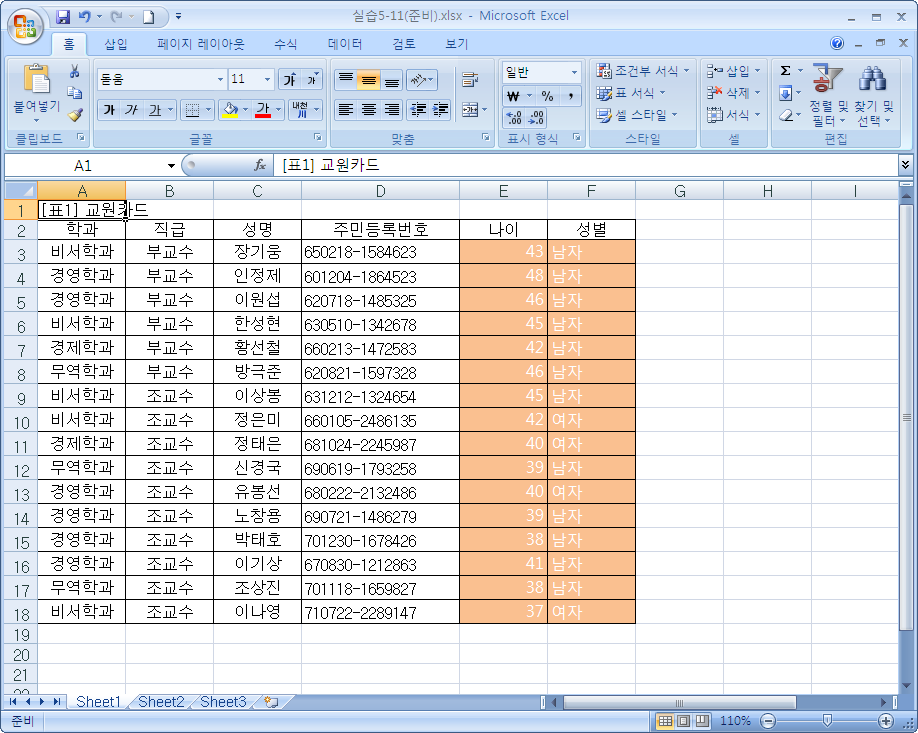 실습5-11(준비).xlsx - Microsoft Excel
홈 삽입 페이지 레이아웃 수식 데이터 검토 보기
붙여넣기
클립보드
돋움 11
가 가 가
내천
글꼴
맞춤
일반
₩ % ,
표시 형식
조건부 서식
표 서식
셀 스타일
스타일
삽입
삭제
서식
셀
Σ
정렬 및 필터
찾기 및 선택
편집
A1 fx [표1] 교원카드
A B C D E F G H I
1 [표1] 교원카드
2 학과 직급 성명 주민등록번호 나이 성별
3 비서학과 부교수 장기웅 650218-1584623 43 남자
4 경영학과 부교수 인정제 601204-1864523 48 남자
5 경영학과 부교수 이원섭 620718-1485325 46 남자
6 비서학과 부교수 한성현 630510-1342678 45 남자
7 경제학과 부교수 황선철 660213-1472583 42 남자
8 무역학과 부교수 방극준 620821-1597328 46 남자
9 비서학과 조교수 이상봉 631212-1324654 45 남자
10 비서학과 조교수 정은미 660105-2486135 42 여자
11 경제학과 조교수 정태은 681024-2245987 40 여자
12 무역학과 조교수 신경국 690619-1793258 39 남자
13 경영학과 조교수 유봉선 680222-2132486 40 여자
14 경영학과 조교수 노창용 690721-1486279 39 남자
15 경영학과 조교수 박태호 701230-1678426 38 남자
16 경영학과 조교수 이기상 670830-1212863 41 남자
17 무역학과 조교수 조상진 701118-1659827 38 남자
18 비서학과 조교수 이나영 710722-2289147 37 여자
19
20
21
Sheet1 Sheet2 Sheet3
준비 110%